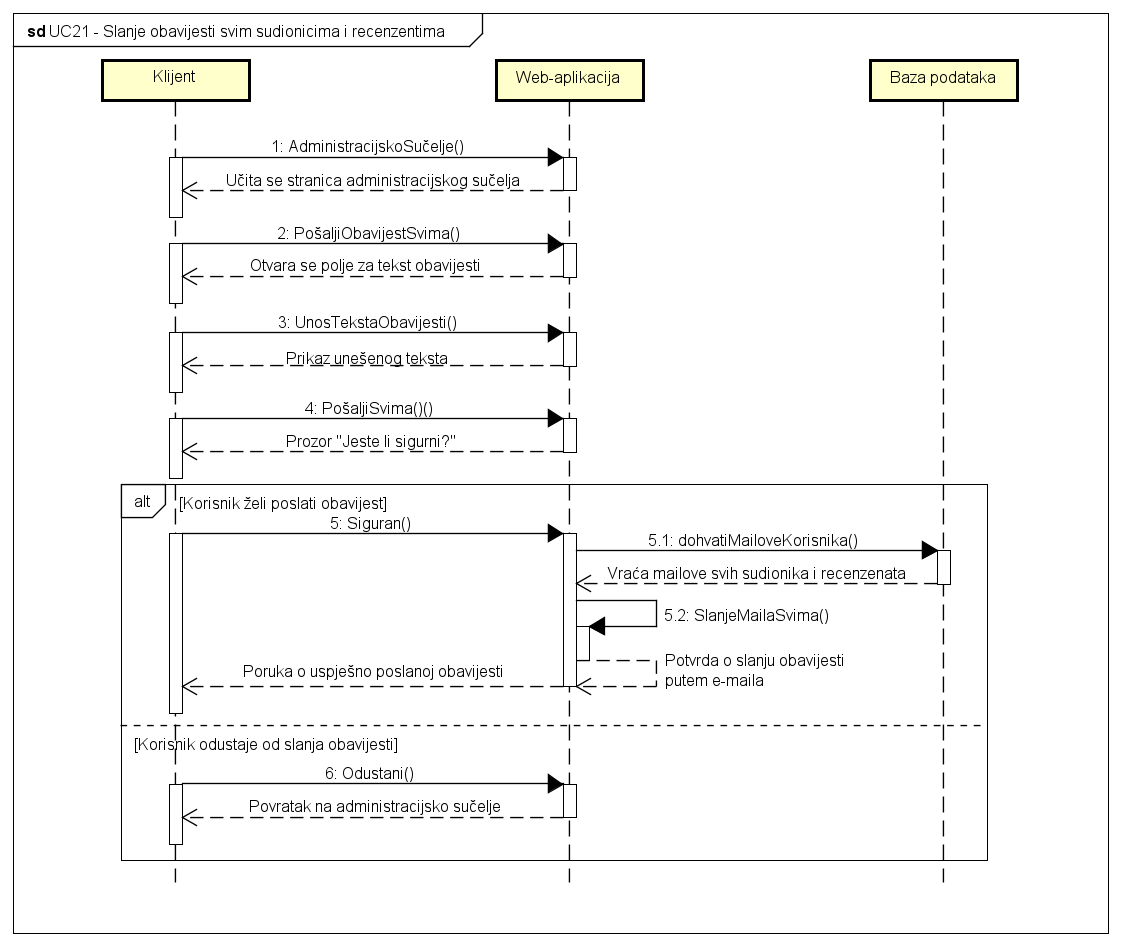 sd UC21 - Slanje obavijesti svim sudionicima i recenzentima
Klijent
Web-aplikacija
Baza podataka
1: AdministracijskoSučelje()
Učita se stranica administracijskog sučelja
2: PošaljiObavijestSvima()
Otvara se polje za tekst obavijesti
3: UnosTekstaObavijesti()
Prikaz unešenog teksta
4: PošaljiSvima()()
Prozor "Jeste li sigurni?"
alt
[Korisnik želi poslati obavijest]
5: Siguran()
5.1: dohvatiMailoveKorisnika()
Vraća mailove svih sudionika i recenzenata
5.2: SlanjeMailaSvima()
Potvrda o slanju obavijesti
putem e-maila
Poruka o uspješno poslanoj obavijesti
[Korisnik odustaje od slanja obavijesti]
6: Odustani()
Povratak na administracijsko sučelje